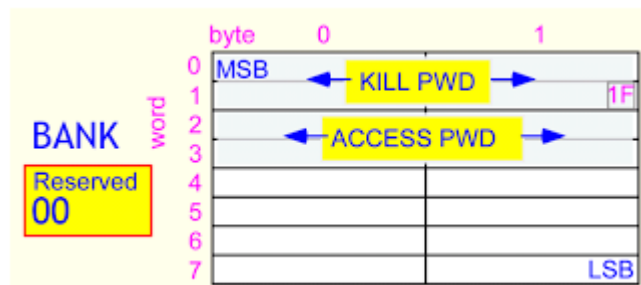 byte 0 1
0 MSB
KILL PWD
1 1F
2
ACCESS PWD
3
word
BANK
Reserved
00
4
5
6
7 LSB